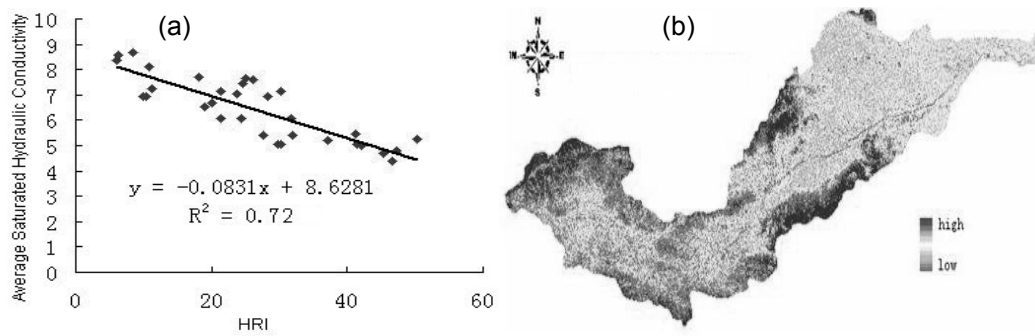 (a)
10
9
8
7
6
5
4
3
2
1
0
Average Saturated Hydraulic Conductivity
y = -0.0831x + 8.6281
R² = 0.72
0 20 40 60
HRI
(b)
N
W E
S
high
low